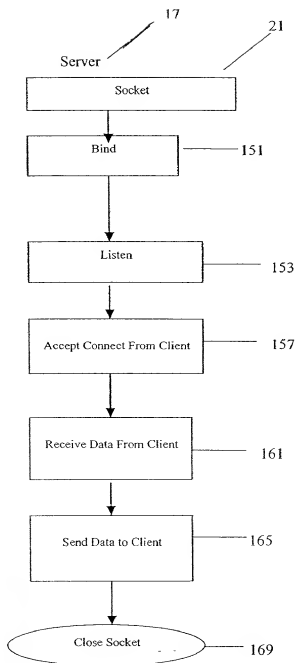 17
21
Server
Socket
Bind
151
Listen
153
Accept Connect From Client
157
Receive Data From Client
161
Send Data to Client
165
Close Socket
169